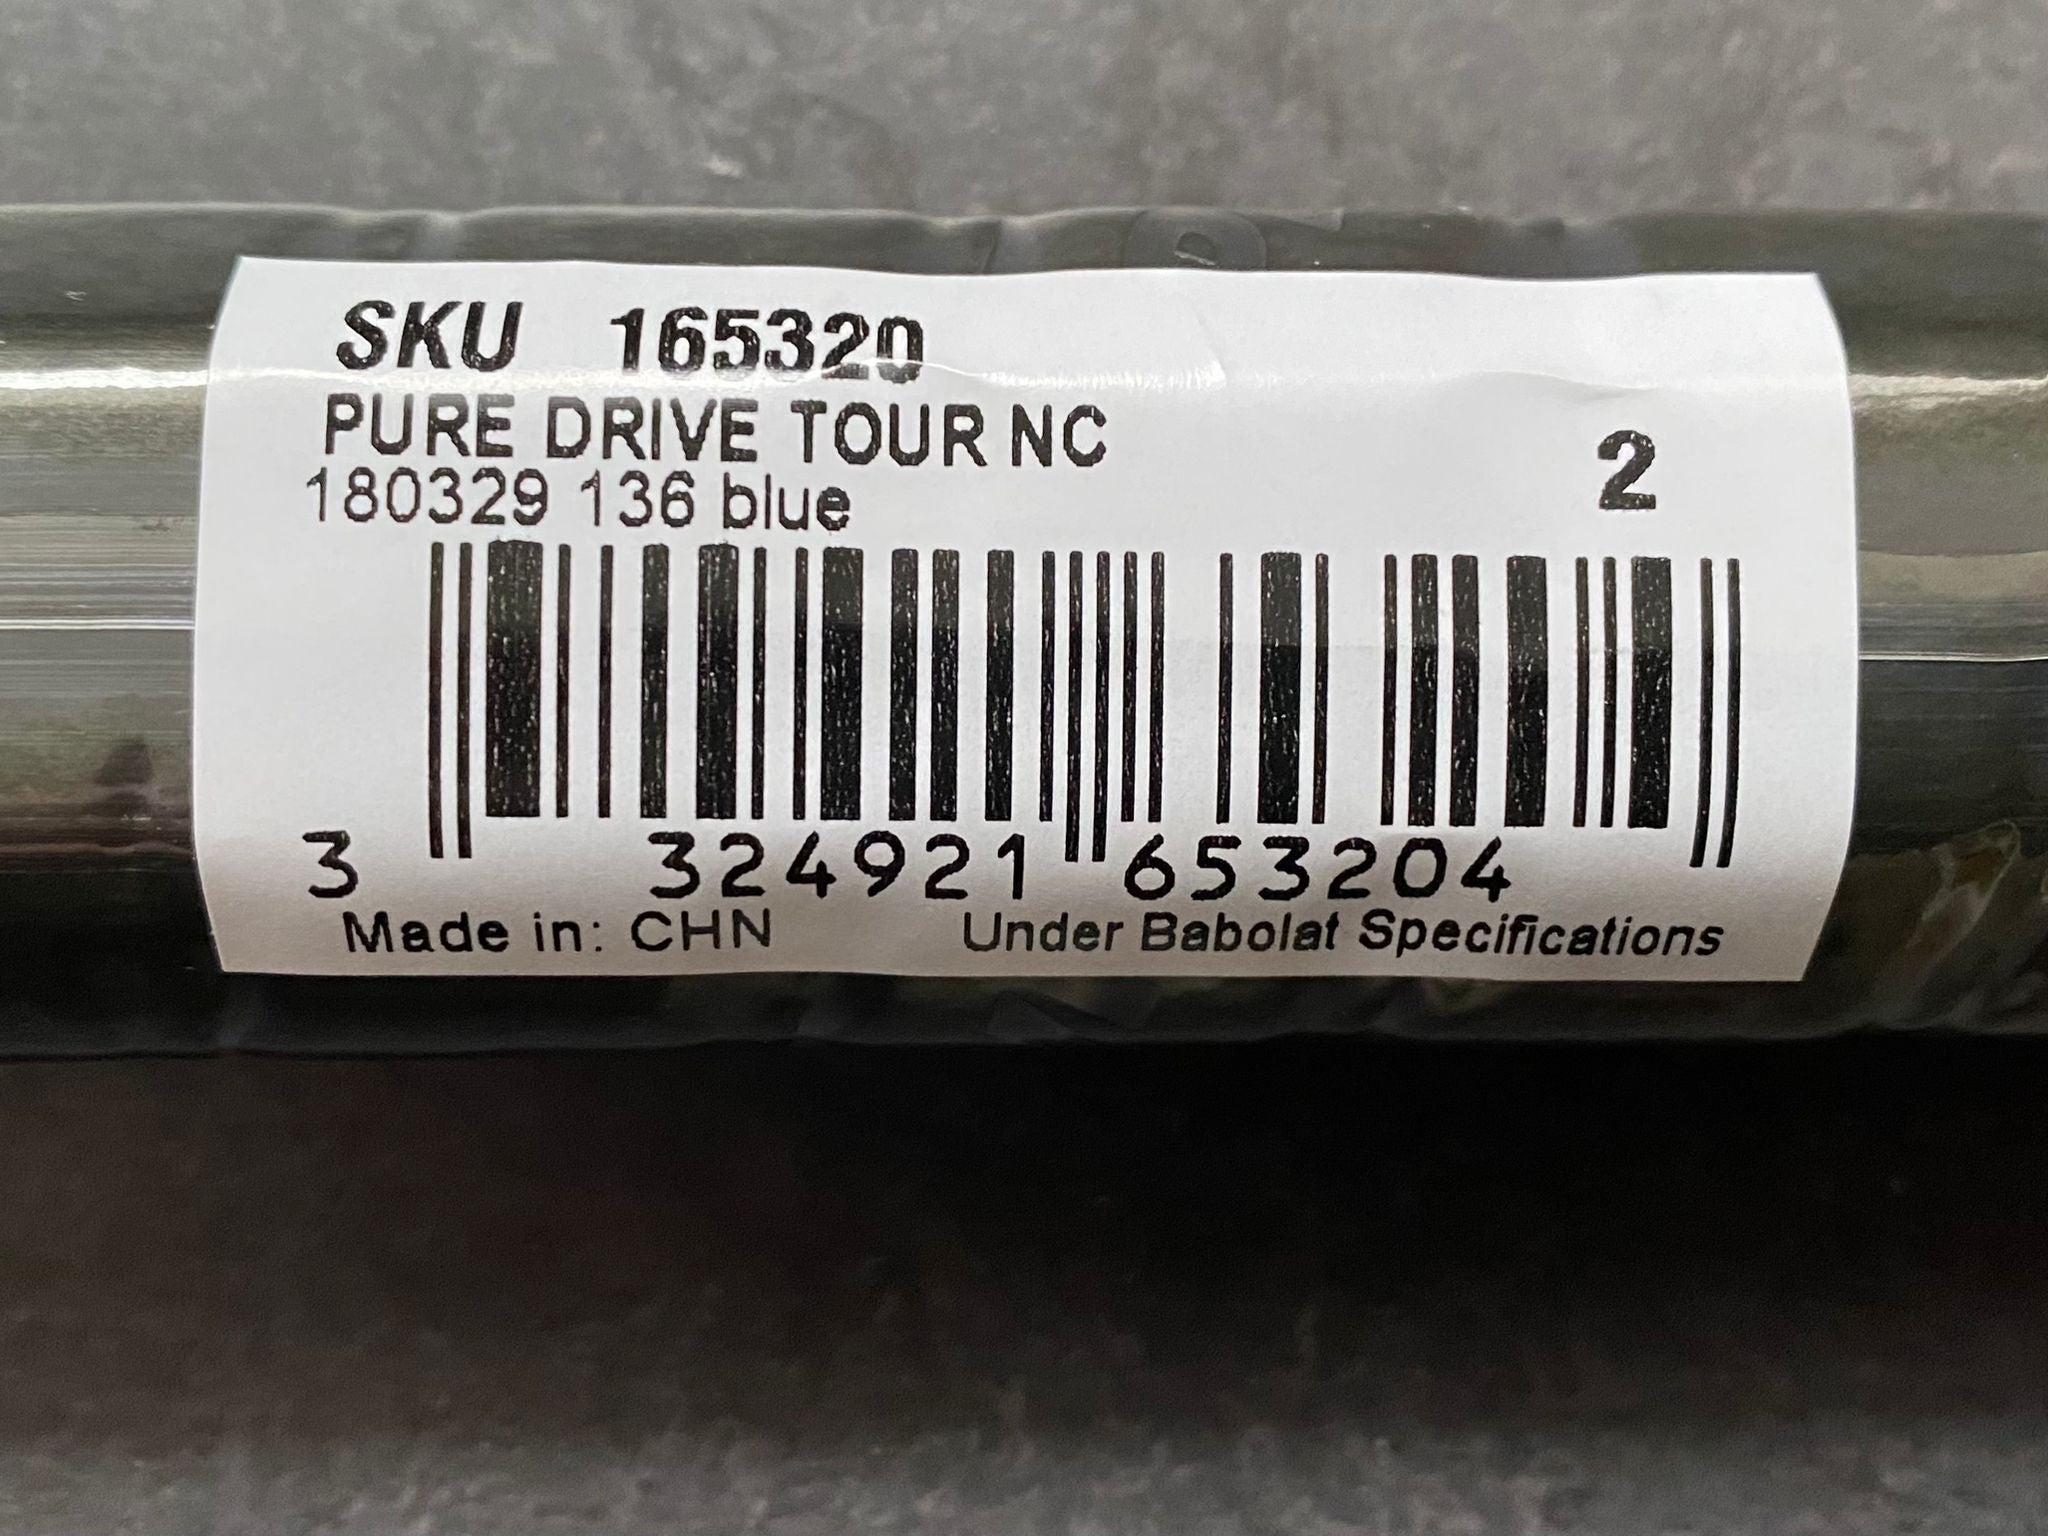 SKU 165320
PURE DRIVE TOUR NC
180329 136 blue
2
3 324921 653204
Made in: CHN Under Babolat Specifications